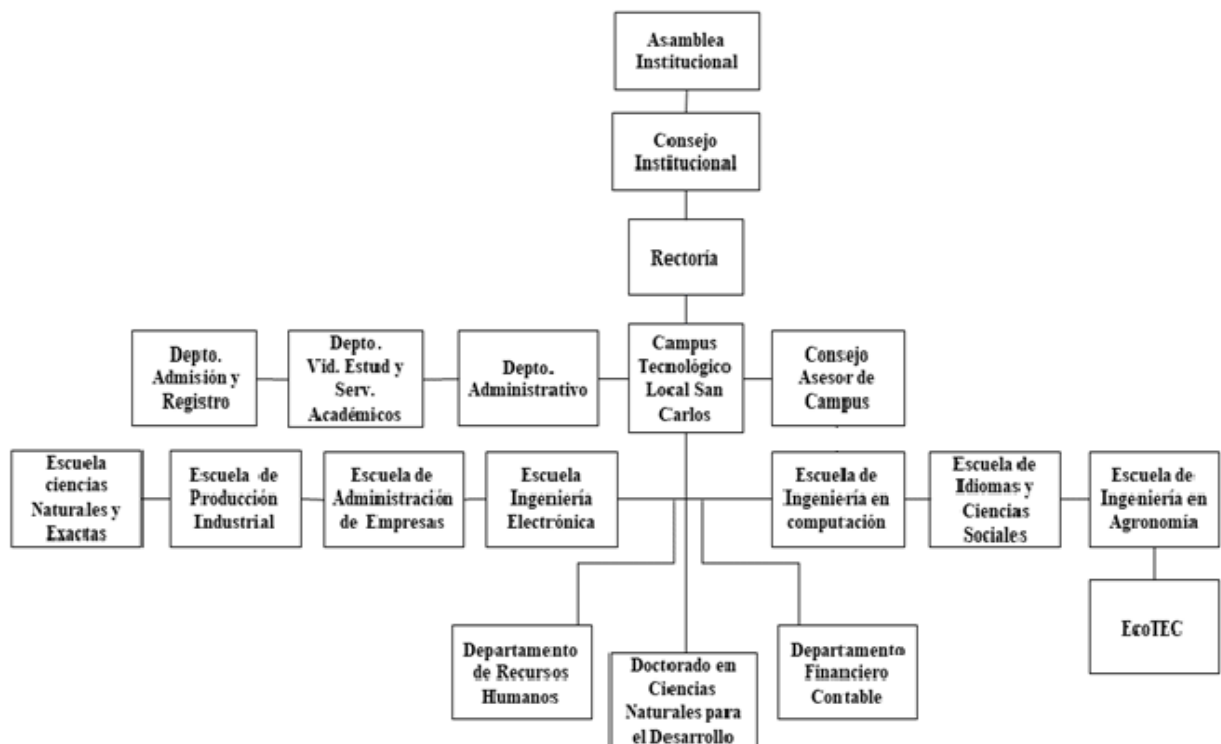 Asamblea
Institucional
Consejo
Institucional
Rectoría
Depto.
Admisión y
Registro
Depto.
Vid. Estud y
Serv.
Académicos
Depto.
Administrativo
Campus
Tecnológico
Local San
Carlos
Consejo
Asesor de
Campus
Escuela
ciencias
Naturales y
Exactas
Escuela de
Producción
Industrial
Escuela de
Administración
de Empresas
Escuela
Ingeniería
Electrónica
Escuela de
Ingeniería en
computación
Escuela de
Idiomas y
Ciencias
Sociales
Escuela de
Ingeniería en
Agronomía
EcoTEC
Departamento
de Recursos
Humanos
Doctorado en
Ciencias
Naturales para
el Desarrollo
Departamento
Financiero
Contable